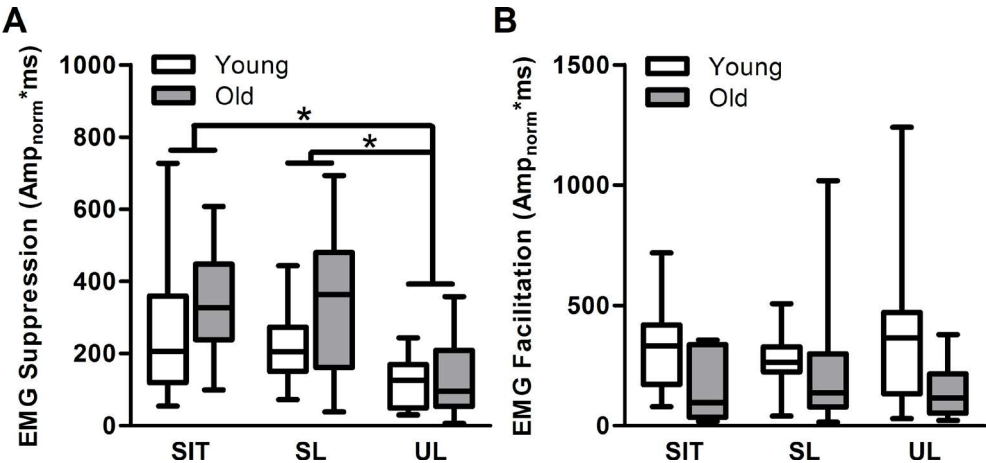 A
EMG Suppression (Ampnorm*ms)
1000
800
600
400
200
0
Young
Old
*
*
SIT
SL
UL
B
EMG Facilitation (Ampnorm*ms)
1500
1000
500
0
Young
Old
SIT
SL
UL